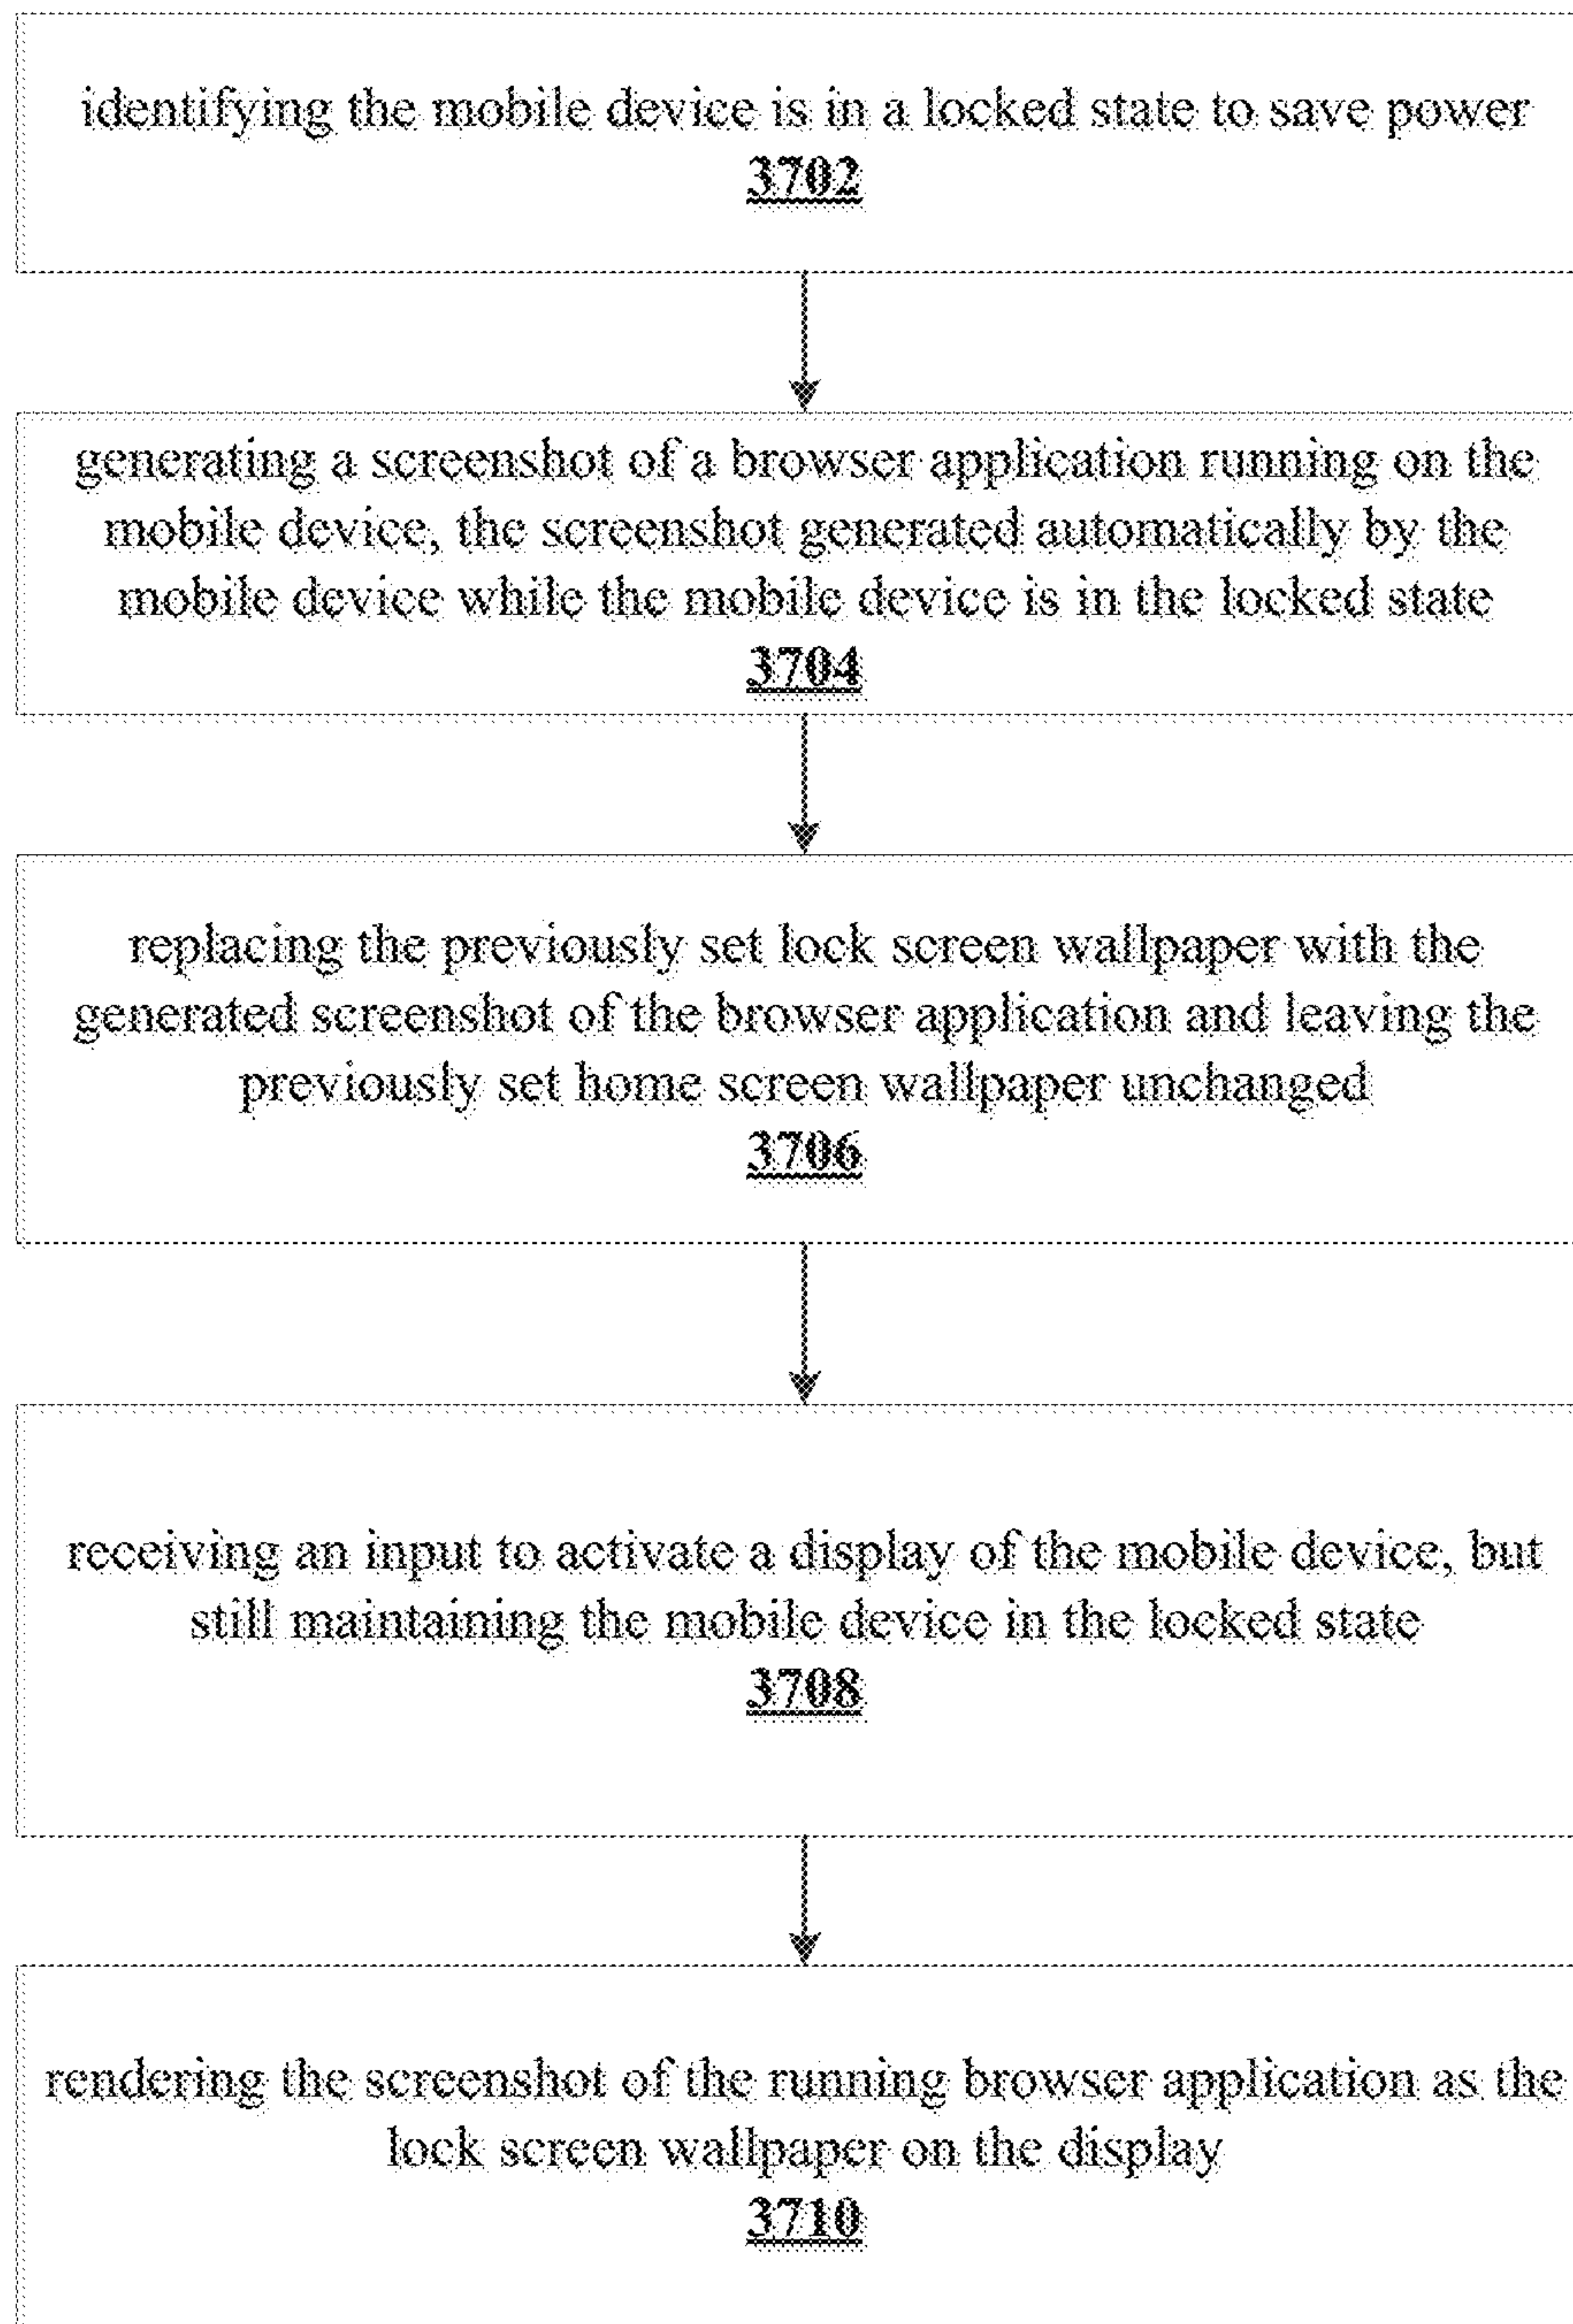 identifying the mobile device is in a locked state to save power
3702
generating a screenshot of a browser application running on the
mobile device, the screenshot generated automatically by the
mobile device while the mobile device is in the locked state
3704
replacing the previously set lock screen wallpaper with the
generated screenshot of the browser application and leaving the
previously set home screen wallpaper unchanged
3706
receiving an input to activate a display of the mobile device, but
still maintaining the mobile device in the locked state
3708
rendering the screenshot of the running browser application as the
lock screen wallpaper on the display
3710